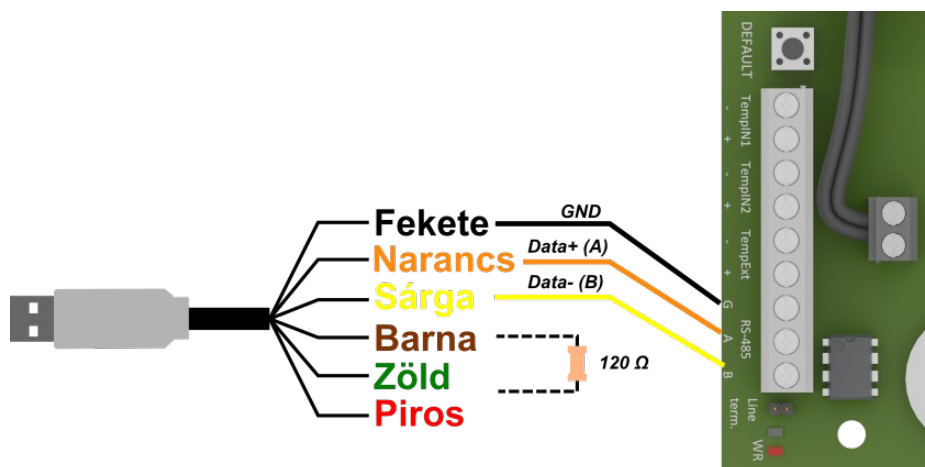 Fekete
GND
Narancs
Data+ (A)
Sárga
Data- (B)
Barna
Zöld
120 Ω
Piros
DEFAULT
TempIN1
-
+
TempIN2
-
+
TempExt
-
+
RS-485
G
A
B
Line
term.
WR